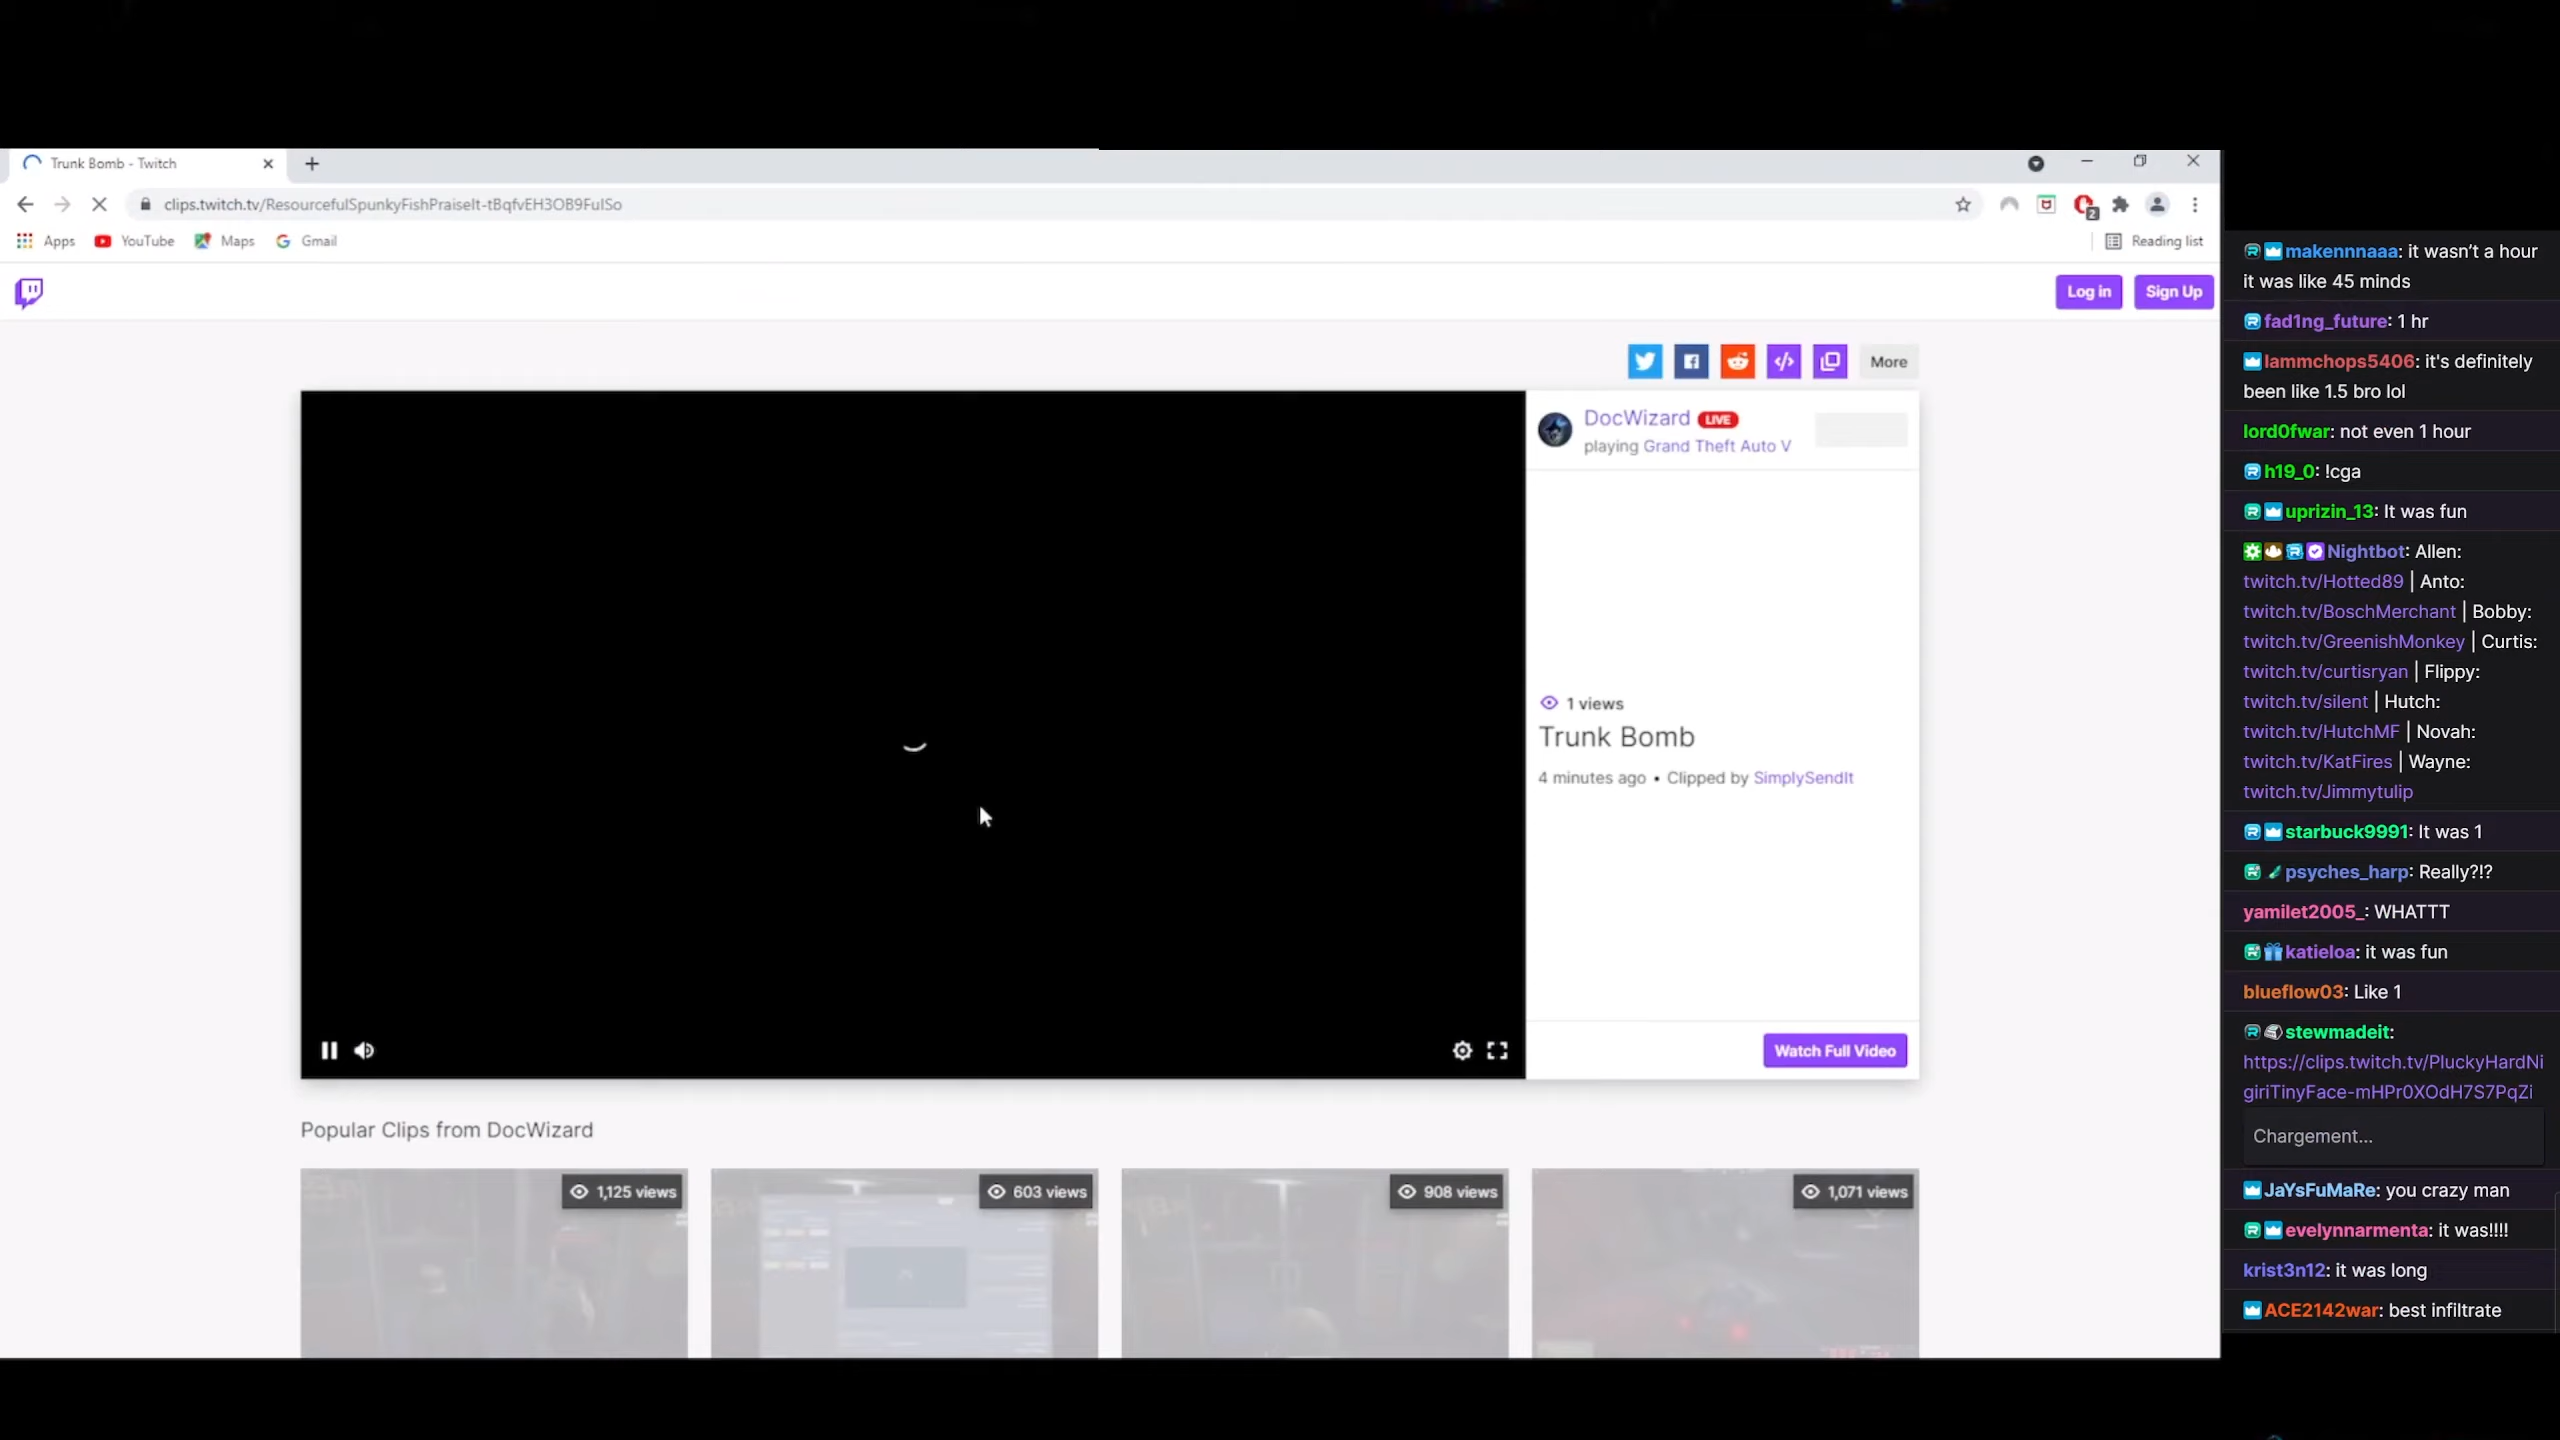 Trunk Bomb - Twitch
clips.twitch.tv/ResourcefulSpunkyFishPraiseIt-tBqfvEH3OB9FuISo
2
Apps YouTube Maps Gmail Reading list
Log in Sign Up
More
DocWizard LIVE
playing Grand Theft Auto V
1 views
Trunk Bomb
4 minutes ago • Clipped by SimplySendIt
Watch Full Video
Popular Clips from DocWizard
1,125 views 603 views 908 views 1,071 views
makennnaaa: it wasn't a hour
it was like 45 minds
fad1ng_future: 1 hr
lammchops5406: it's definitely
been like 1.5 bro lol
lord0fwar: not even 1 hour
h19_0: !cga
uprizin_13: It was fun
Nightbot: Allen:
twitch.tv/Hotted89 | Anto:
twitch.tv/BoschMerchant | Bobby:
twitch.tv/GreenishMonkey | Curtis:
twitch.tv/curtisryan | Flippy:
twitch.tv/silent | Hutch:
twitch.tv/HutchMF | Novah:
twitch.tv/KatFires | Wayne:
twitch.tv/Jimmytulip
starbuck9991: It was 1
psyches_harp: Really?!?
yamilet2005_: WHATTT
katieloa: it was fun
blueflow03: Like 1
stewmadeit:
https://clips.twitch.tv/PluckyHardNi
giriTinyFace-mHPr0XOdH7S7PqZi
Chargement...
JaYsFuMaRe: you crazy man
evelynnarmenta: it was!!!!
krist3n12: it was long
ACE2142war: best infiltrate